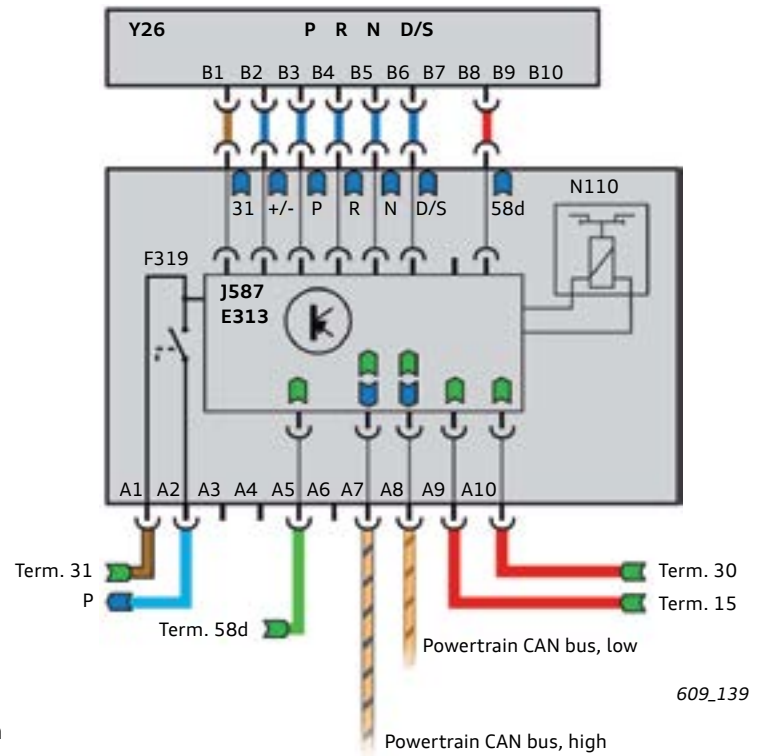 Y26 P R N D/S
B1 B2 B3 B4 B5 B6 B7 B8 B9 B10
N110
31 +/- P R N D/S 58d
F319
J587
E313
A1 A2 A3 A4 A5 A6 A7 A8 A9 A10
Term. 31
Term. 30
P
Term. 15
Term. 58d
Powertrain CAN bus, low
609_139
Powertrain CAN bus, high